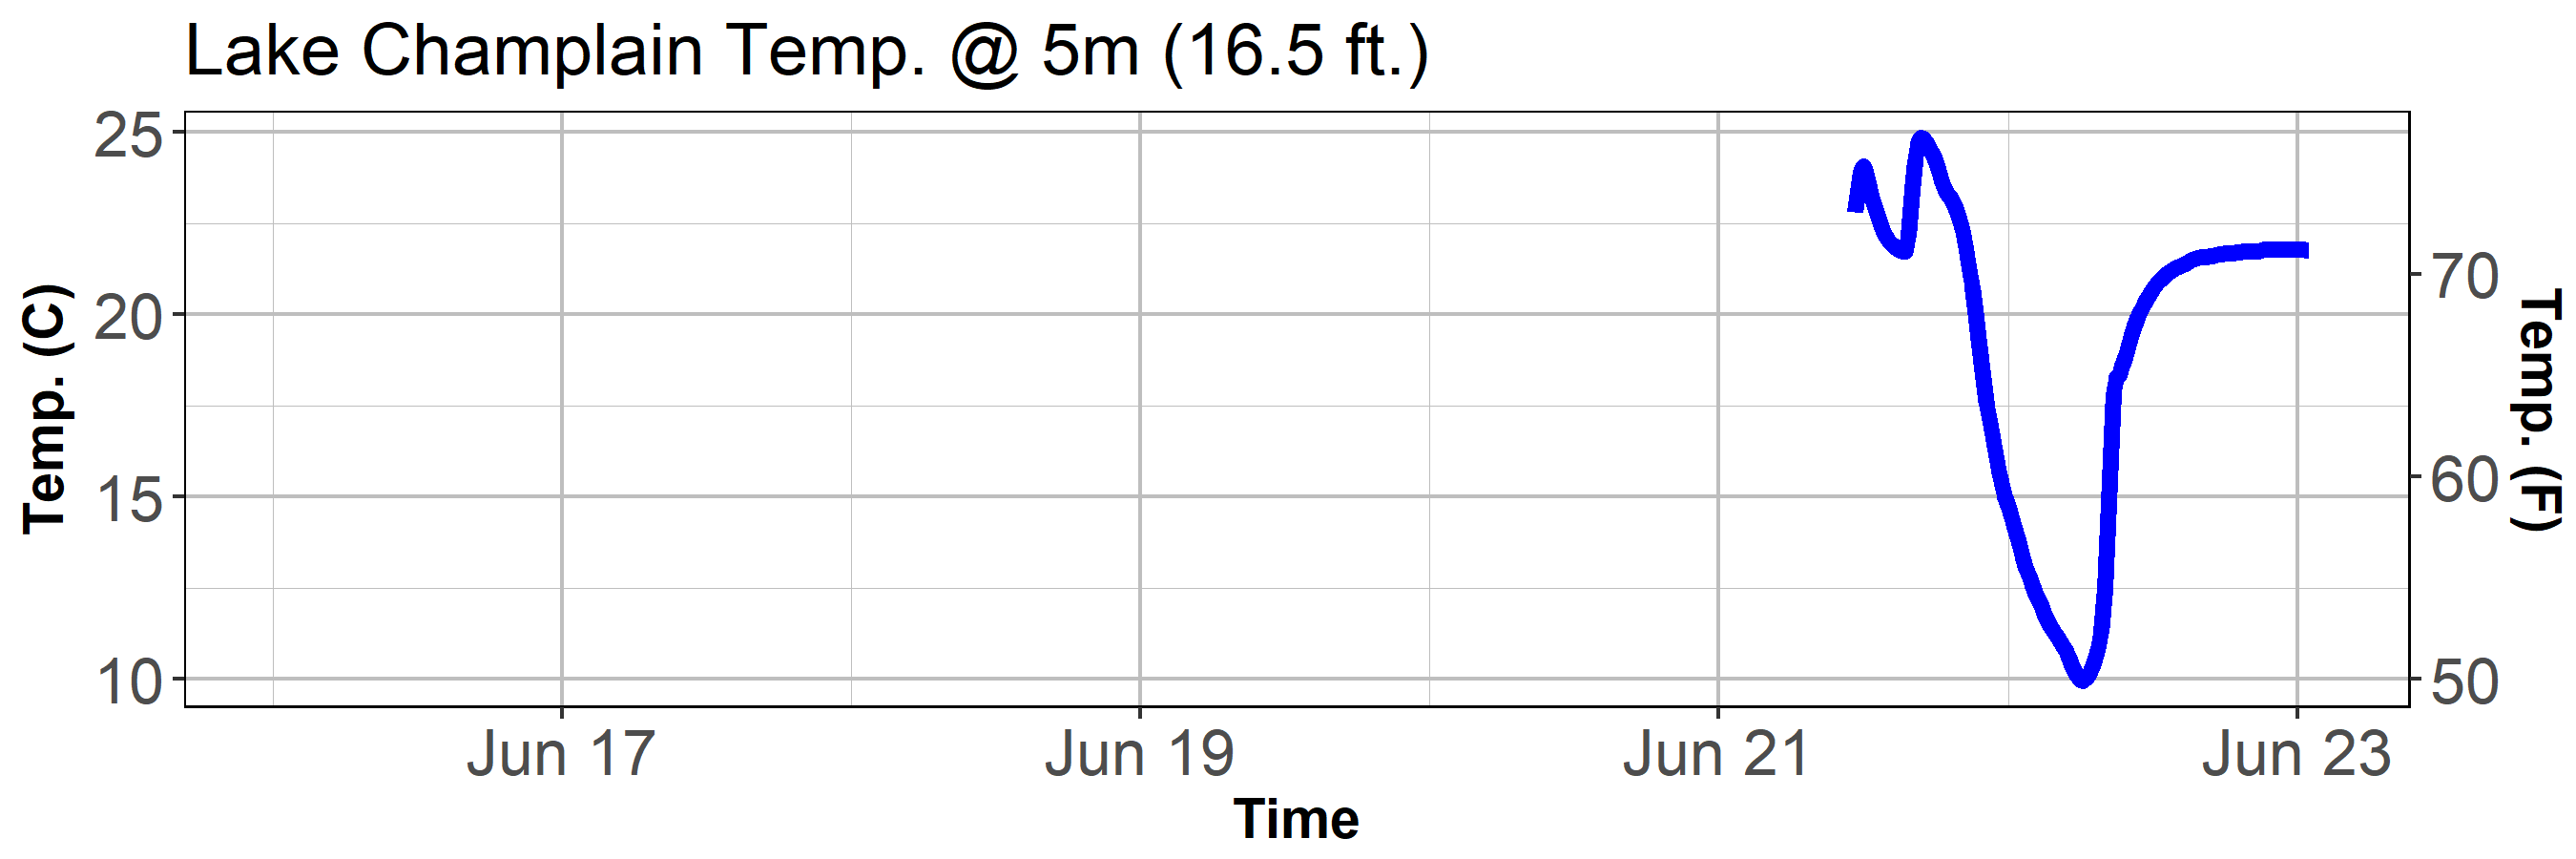 Lake Champlain Temp. @ 5m (16.5 ft.)
25
20
15
10
Temp. (C)
70
60
50
Temp. (F)
Jun 17 Jun 19 Jun 21 Jun 23
Time